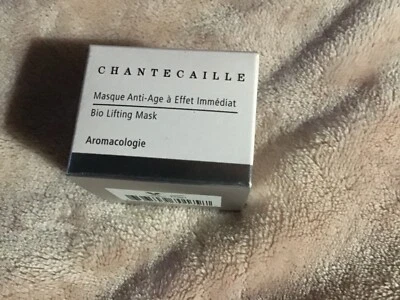 CHANTECAILLE
Masque Anti-Age à Effet Immédiat
Bio Lifting Mask
Aromacologie